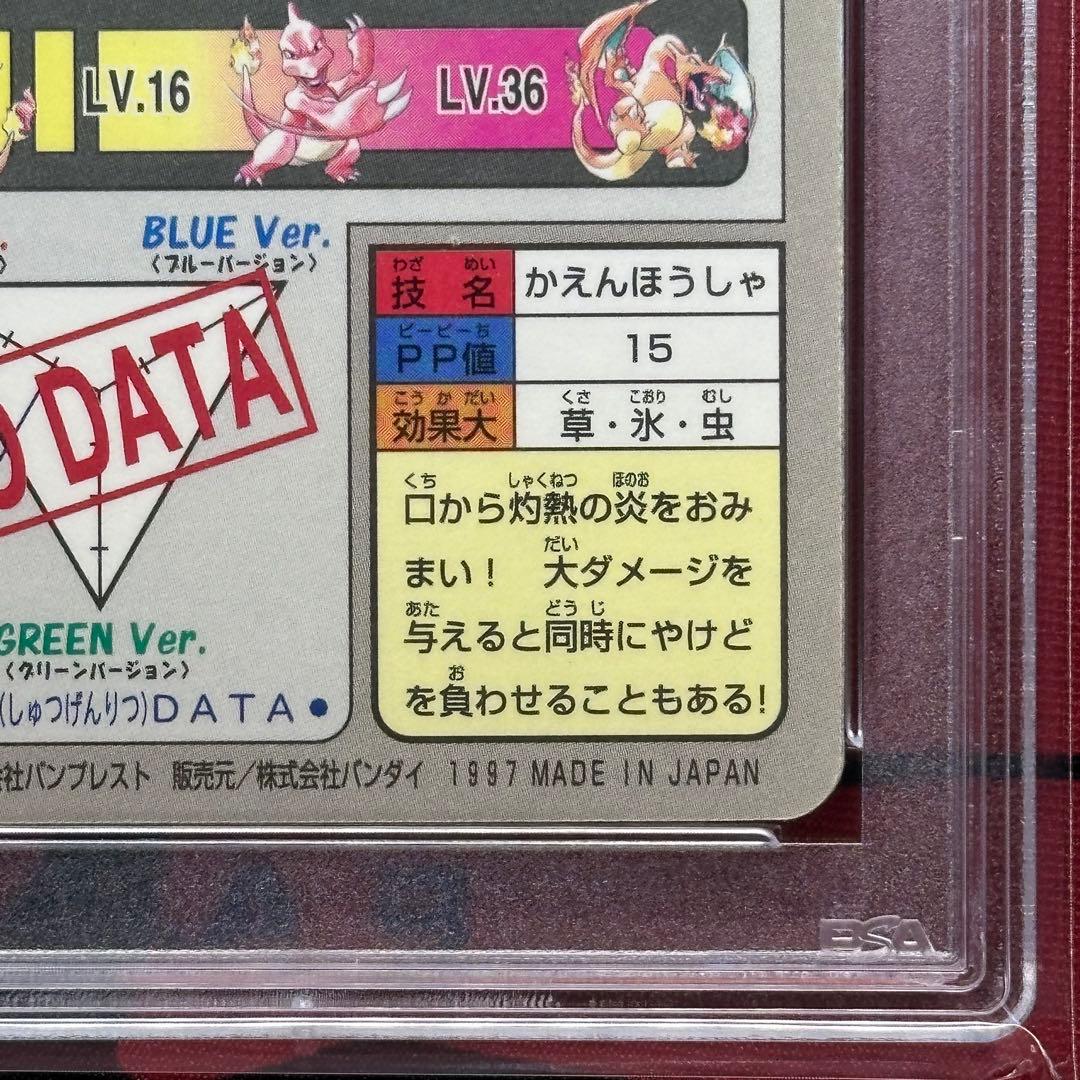 LV.16
LV.36
BLUE Ver.
〈ブルーバージョン〉
DATA
GREEN Ver.
〈グリーンバージョン〉
(しゅつげんりつ)DATA●
わざ めい
技 名
かえんほうしゃ
ピーピーち
PP値
15
こうかだい
効果大
くさ こおり むし
草・氷・虫
くち しゃくねつ ほのお
口から灼熱の炎をおみ
だい
まい! 大ダメージを
あた どうじ
与えると同時にやけど
お
を負わせることもある!
社バンプレスト 販売元/株式会社バンダイ 1997 MADE IN JAPAN